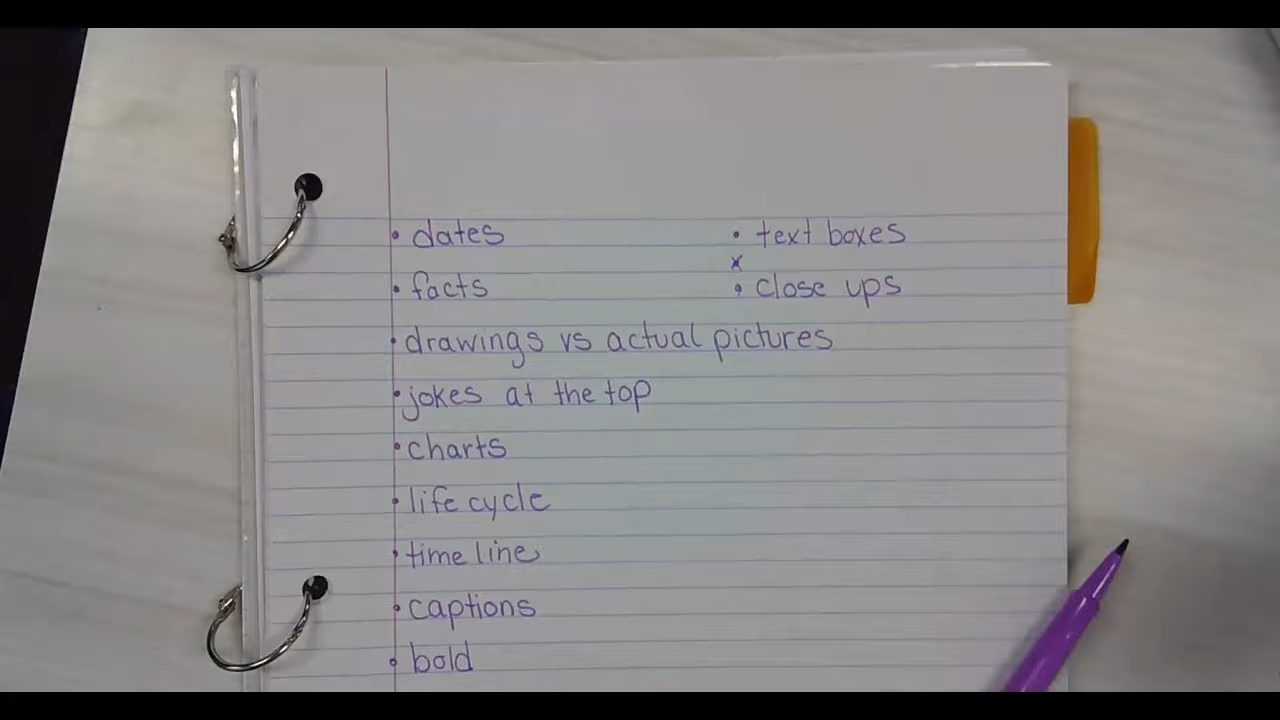 • dates
• facts
• drawings vs actual pictures
• jokes at the top
• charts
• life cycle
• time line
• captions
• bold
• text boxes
x
• close ups